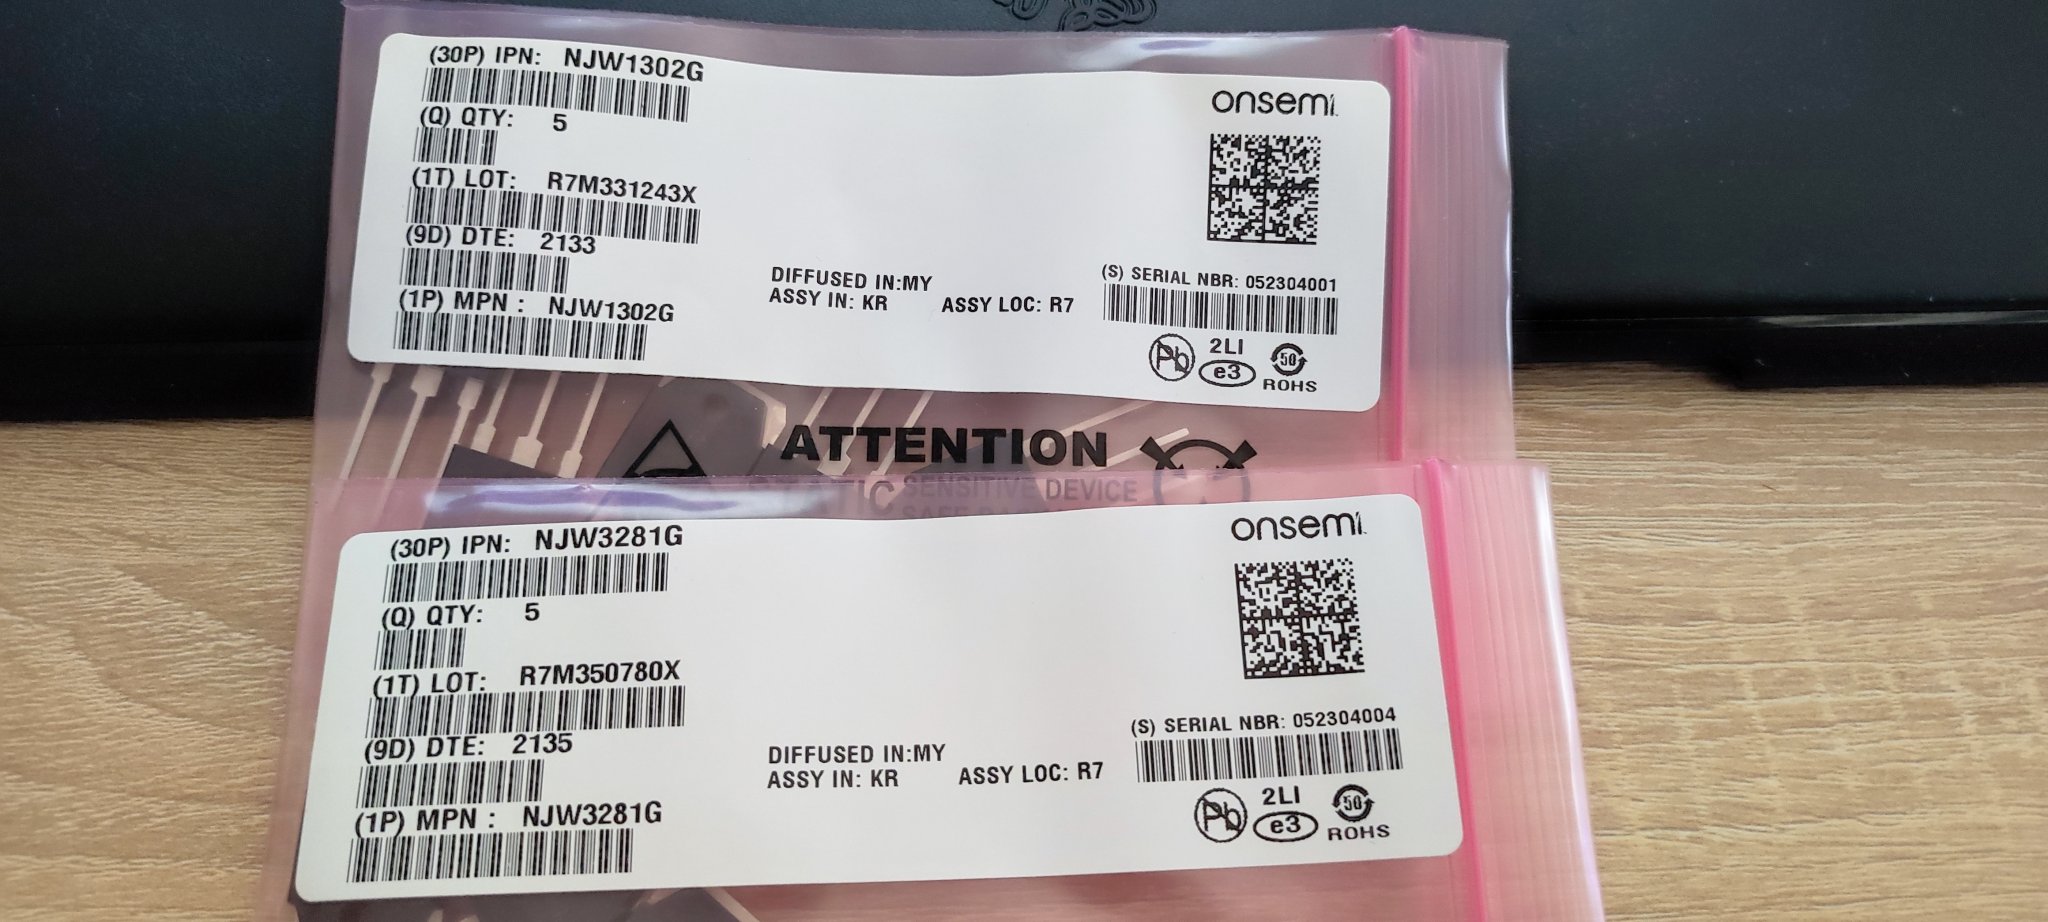 (30P) IPN: NJW1302G
onsemi
(Q) QTY: 5
(1T) LOT: R7M331243X
(9D) DTE: 2133
DIFFUSED IN:MY
(S) SERIAL NBR: 052304001
(1P) MPN : NJW1302G
ASSY IN: KR ASSY LOC: R7
Pb
2LI
e3
50
ROHS
ATTENTION
STATIC SENSITIVE DEVICE
(30P) IPN: NJW3281G
onsemi
(Q) QTY: 5
(1T) LOT: R7M350780X
(9D) DTE: 2135
DIFFUSED IN:MY
(S) SERIAL NBR: 052304004
ASSY IN: KR ASSY LOC: R7
(1P) MPN : NJW3281G
Pb
2LI
e3
50
ROHS